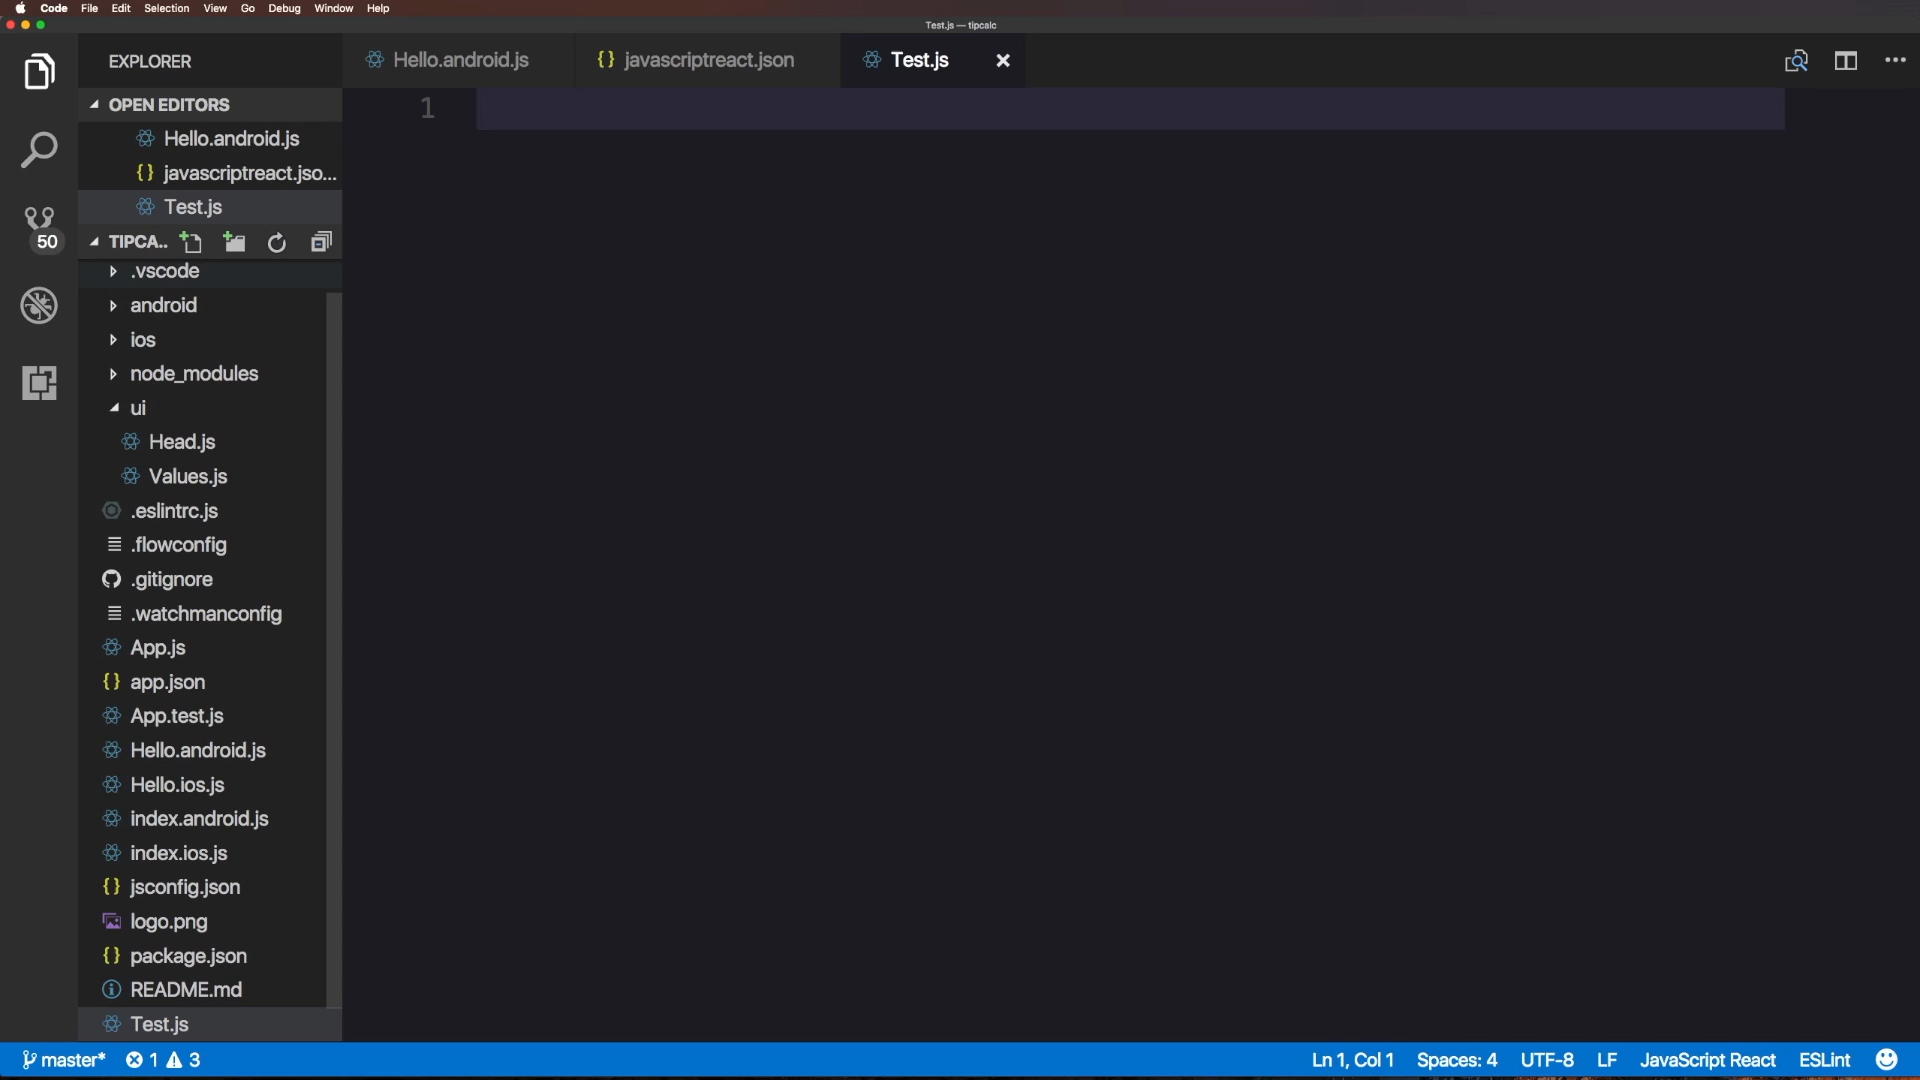 Code File Edit Selection View Go Debug Window Help
Test.js — tipcalc
EXPLORER
Hello.android.js
{} javascriptreact.json
Test.js
OPEN EDITORS
Hello.android.js
{} javascriptreact.jso...
Test.js
50
TIPCA..
.vscode
android
ios
node_modules
ui
Head.js
Values.js
.eslintrc.js
.flowconfig
.gitignore
.watchmanconfig
App.js
{} app.json
App.test.js
Hello.android.js
Hello.ios.js
index.android.js
index.ios.js
{} jsconfig.json
logo.png
{} package.json
README.md
Test.js
1
master* 1 3
Ln 1, Col 1 Spaces: 4 UTF-8 LF JavaScript React ESLint